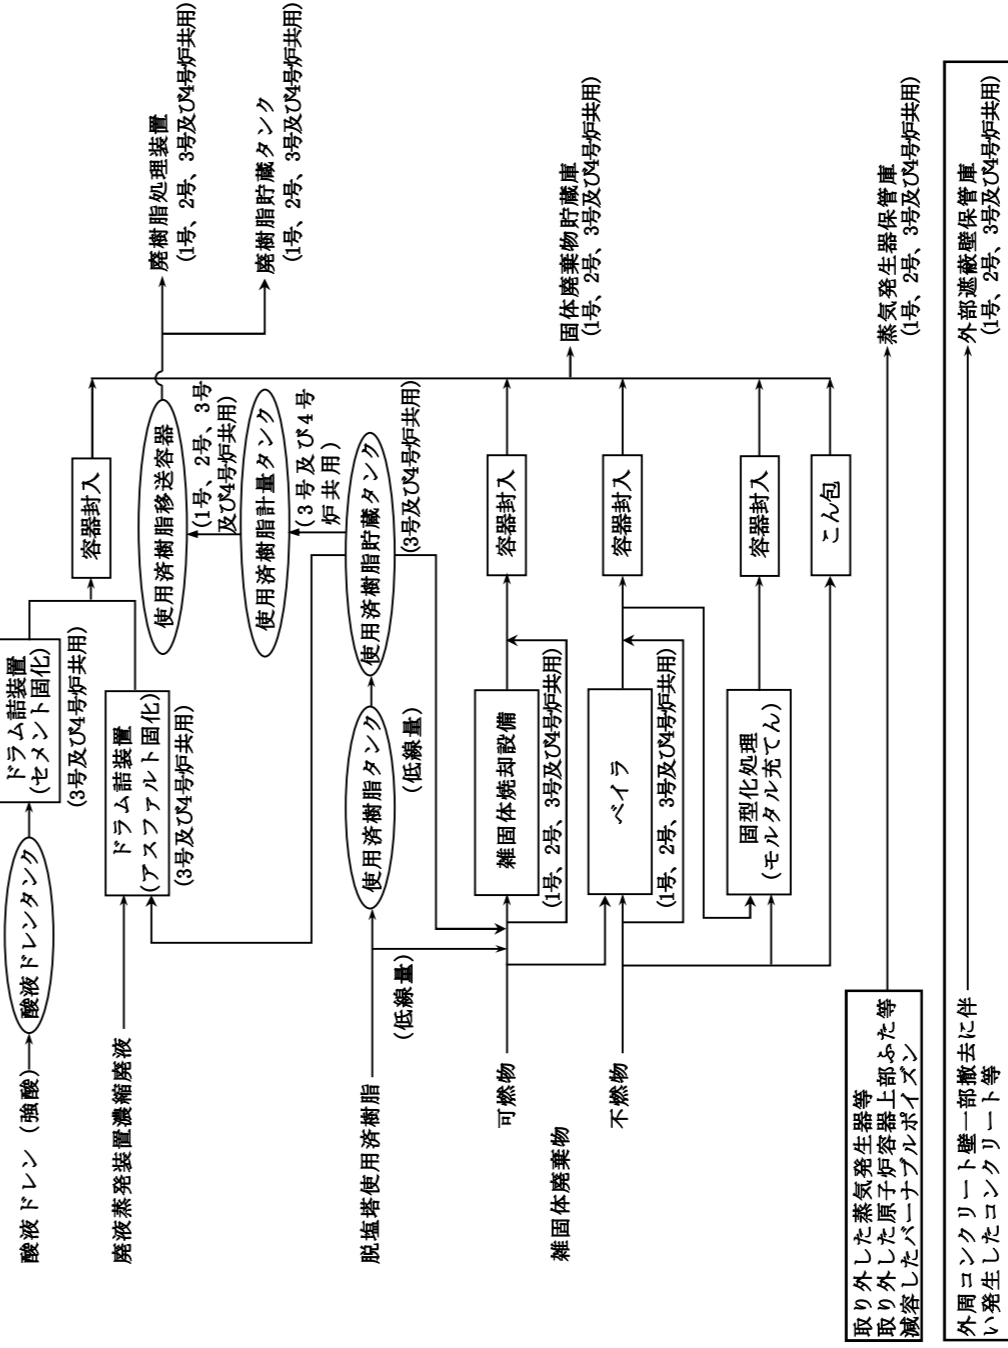 酸液ドレン（強酸）
酸液ドレンタンク
ドラム詰装置
(セメント固化)
(3号及び4号炉共用)
廃液蒸発装置濃縮廃液
ドラム詰装置
(アスファルト固化)
(3号及び4号炉共用)
容器封入
脱塩塔使用済樹脂
(低線量)
使用済樹脂タンク
(低線量)
使用済樹脂貯蔵タンク
(3号及び4号炉共用)
使用済樹脂計量タンク
(3号及び4号
炉共用)
使用済樹脂移送容器
(1号、2号、3号
及び4号炉共用)
廃樹脂処理装置
(1号、2号、3号及び4号炉共用)
廃樹脂貯蔵タンク
(1号、2号、3号及び4号炉共用)
雑固体廃棄物
可燃物
雑固体焼却設備
(1号、2号、3号及び4号炉共用)
容器封入
不燃物
ベイラ
(1号、2号、3号及び4号炉共用)
容器封入
固型化処理
(モルタル充てん)
容器封入
こん包
固体廃棄物貯蔵庫
(1号、2号、3号及び4号炉共用)
取り外した蒸気発生器等
取り外した原子炉容器上部ふた等
減容したバーナブルポイズン
蒸気発生器保管庫
(1号、2号、3号及び4号炉共用)
外周コンクリート壁一部撤去に伴
い発生したコンクリート等
外部遮蔽壁保管庫
(1号、2号、3号及び4号炉共用)